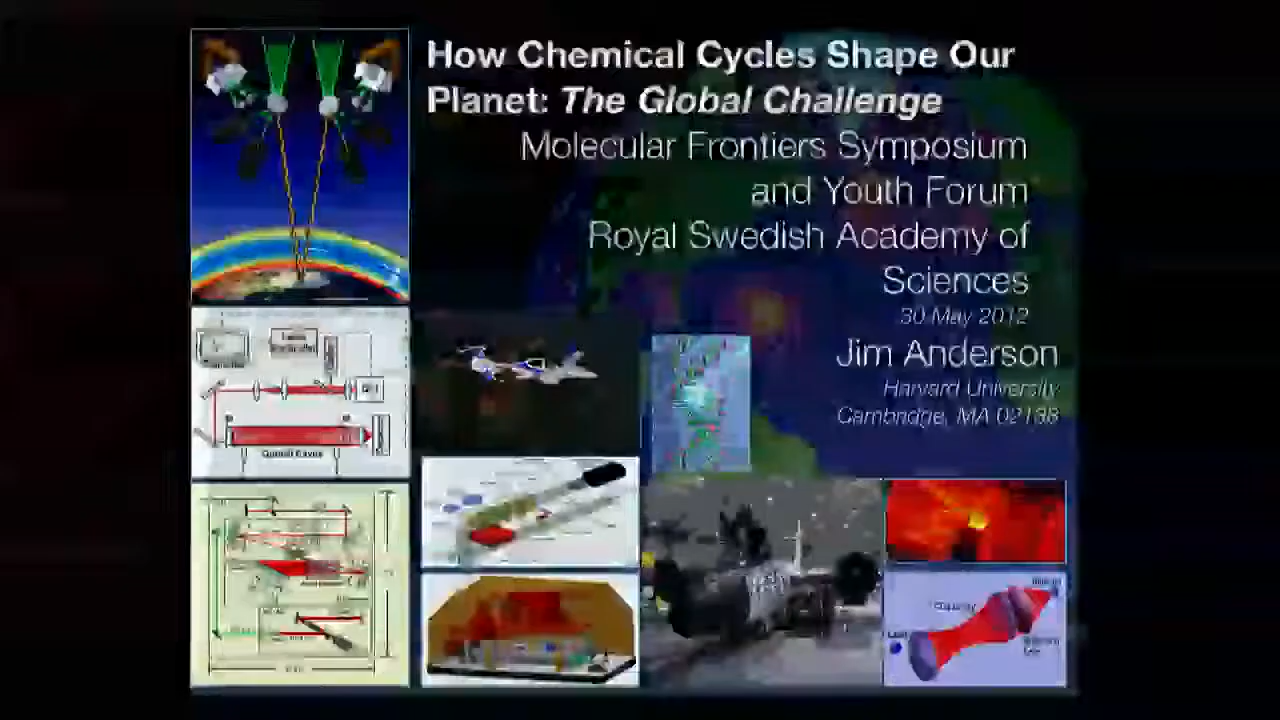 How Chemical Cycles Shape Our
Planet: The Global Challenge
Molecular Frontiers Symposium
and Youth Forum
Royal Swedish Academy of
Sciences
30 May 2012
Jim Anderson
Harvard University
Cambridge, MA 02138